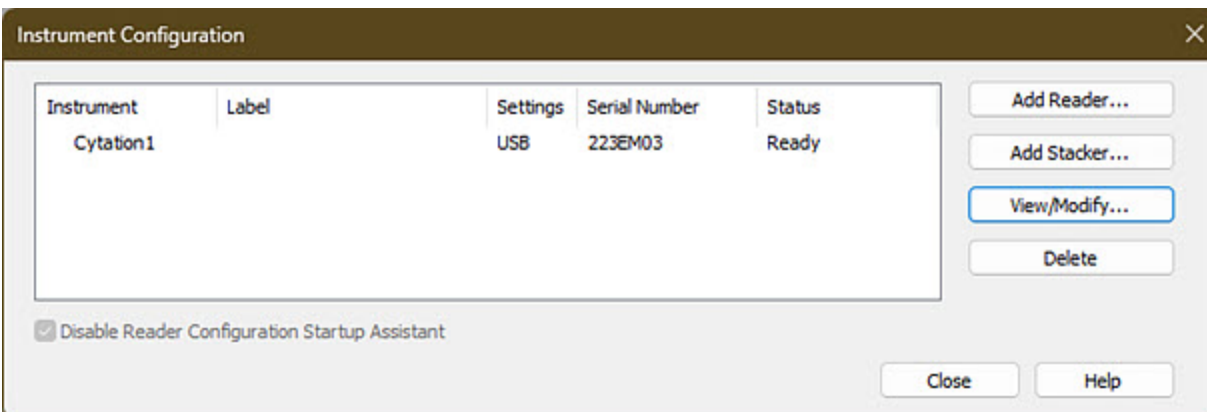 Instrument Configuration
Instrument Label Settings Serial Number Status
Cytation1 USB 223EM03 Ready
Add Reader...
Add Stacker...
View/Modify...
Delete
Disable Reader Configuration Startup Assistant
Close Help